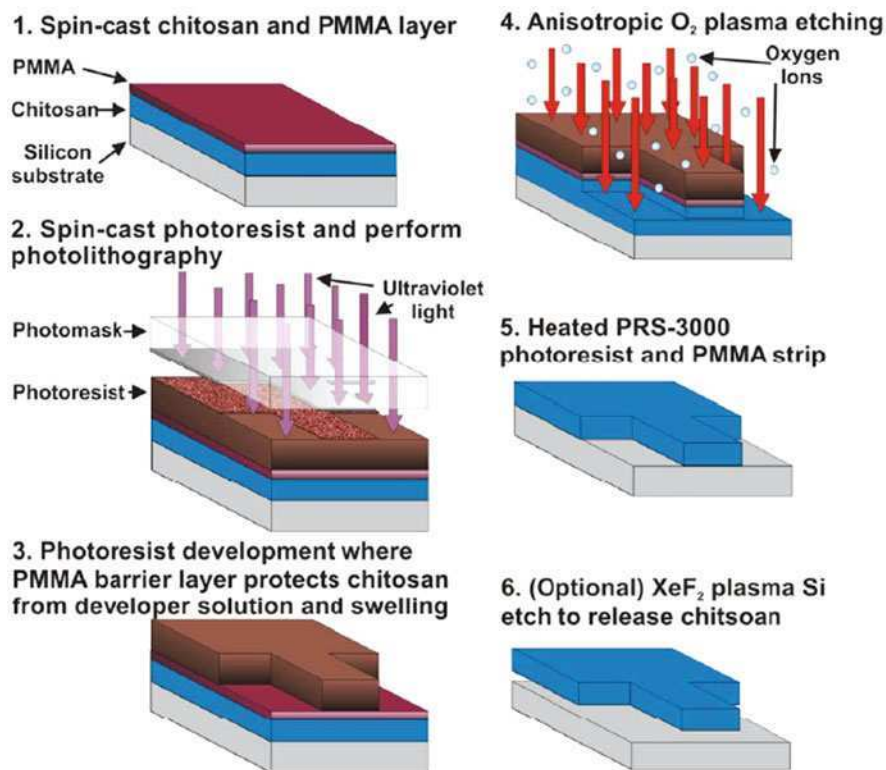 1. Spin-cast chitosan and PMMA layer
PMMA
Chitosan
Silicon
substrate
2. Spin-cast photoresist and perform
photolithography
Ultraviolet
light
Photomask
Photoresist
3. Photoresist development where
PMMA barrier layer protects chitosan
from developer solution and swelling
4. Anisotropic O₂ plasma etching
Oxygen
Ions
5. Heated PRS-3000
photoresist and PMMA strip
6. (Optional) XeF₂ plasma Si
etch to release chitsoan